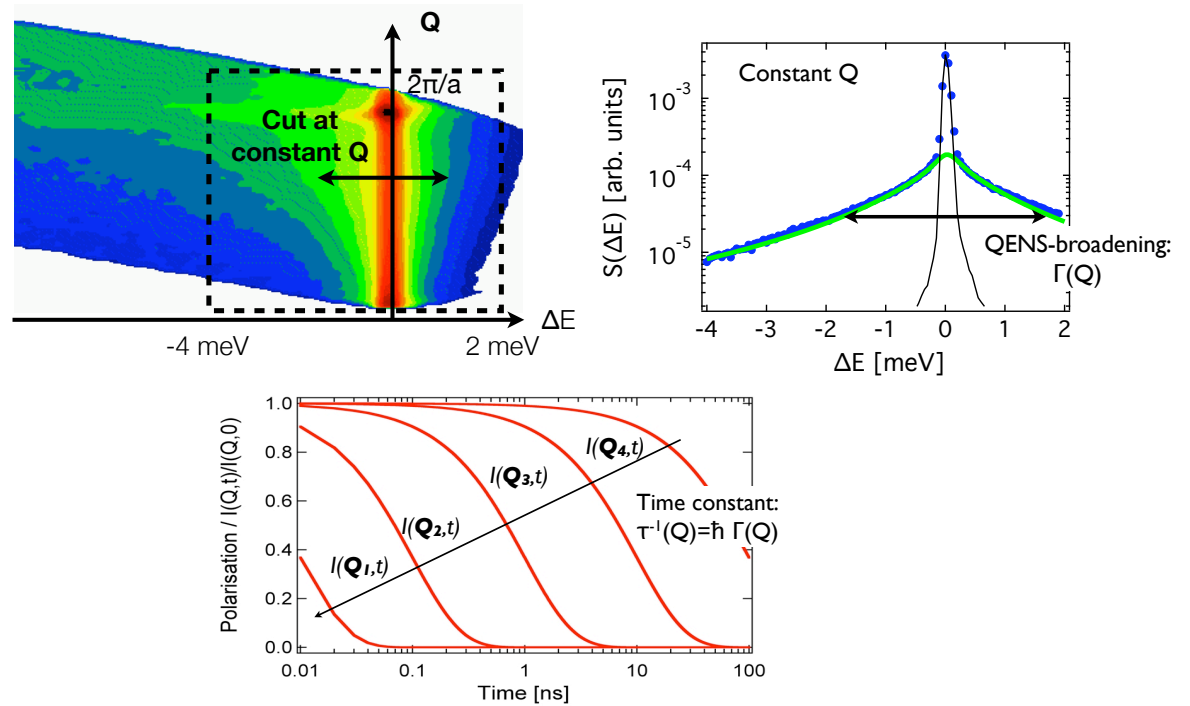 Q
2π/a
Cut at
constant Q
ΔE
-4 meV
2 meV
Constant Q
S(ΔE) [arb. units]
10⁻³
10⁻⁴
10⁻⁵
QENS-broadening:
Γ(Q)
-4 -3 -2 -1 0 1 2
ΔE [meV]
Polarisation / I(Q,t)/I(Q,0)
1.0
0.8
0.6
0.4
0.2
0.0
I(Q₄,t)
I(Q₃,t)
I(Q₂,t)
I(Q₁,t)
Time constant:
τ⁻¹(Q)=ħ Γ(Q)
0.01 0.1 1 10 100
Time [ns]